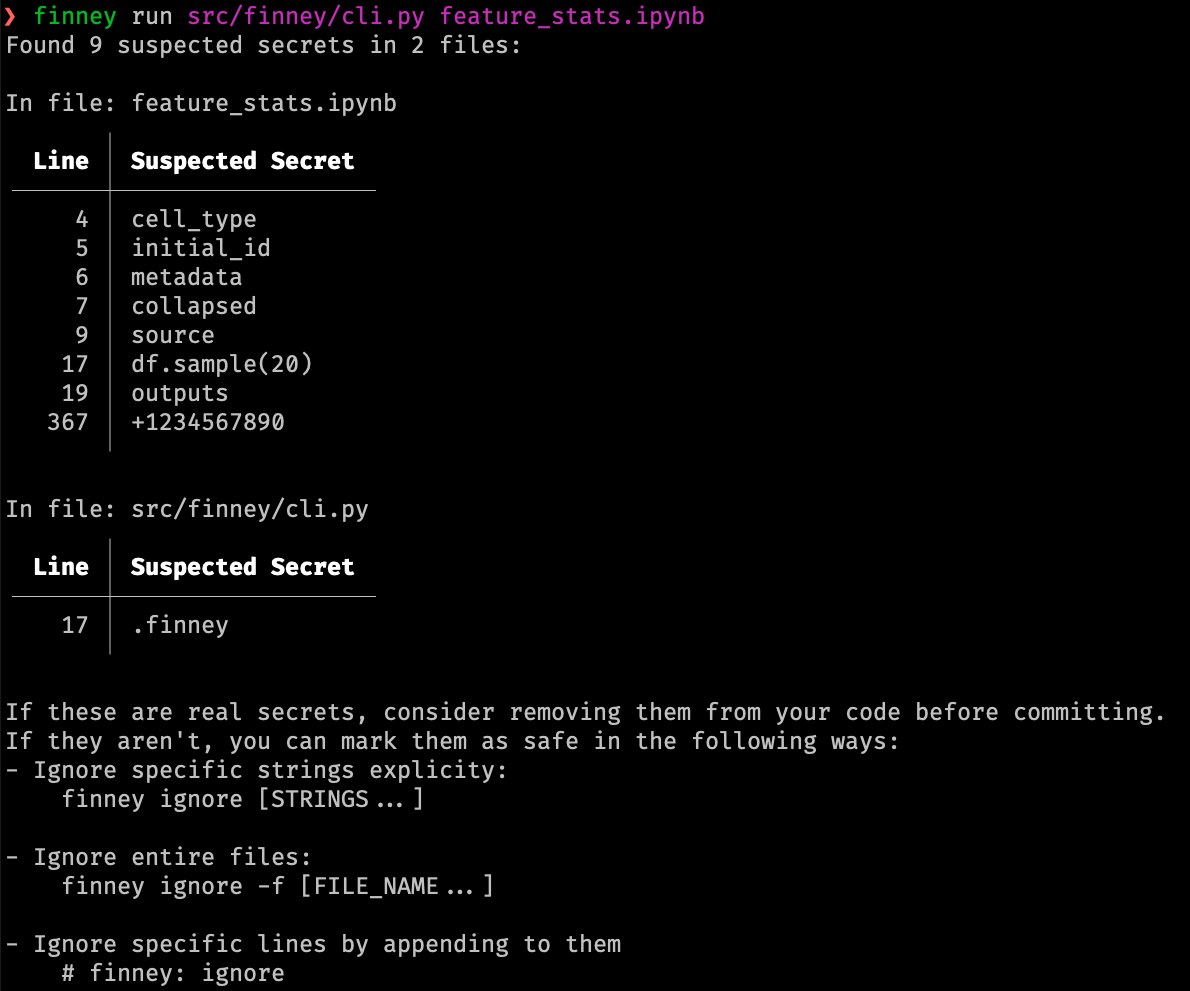 ❯ finney run src/finney/cli.py feature_stats.ipynb
Found 9 suspected secrets in 2 files:
In file: feature_stats.ipynb
Line │ Suspected Secret
4 │ cell_type
5 │ initial_id
6 │ metadata
7 │ collapsed
9 │ source
17 │ df.sample(20)
19 │ outputs
367 │ +1234567890
In file: src/finney/cli.py
Line │ Suspected Secret
17 │ .finney
If these are real secrets, consider removing them from your code before committing.
If they aren't, you can mark them as safe in the following ways:
- Ignore specific strings explicity:
finney ignore [STRINGS...]
- Ignore entire files:
finney ignore -f [FILE_NAME...]
- Ignore specific lines by appending to them
# finney: ignore